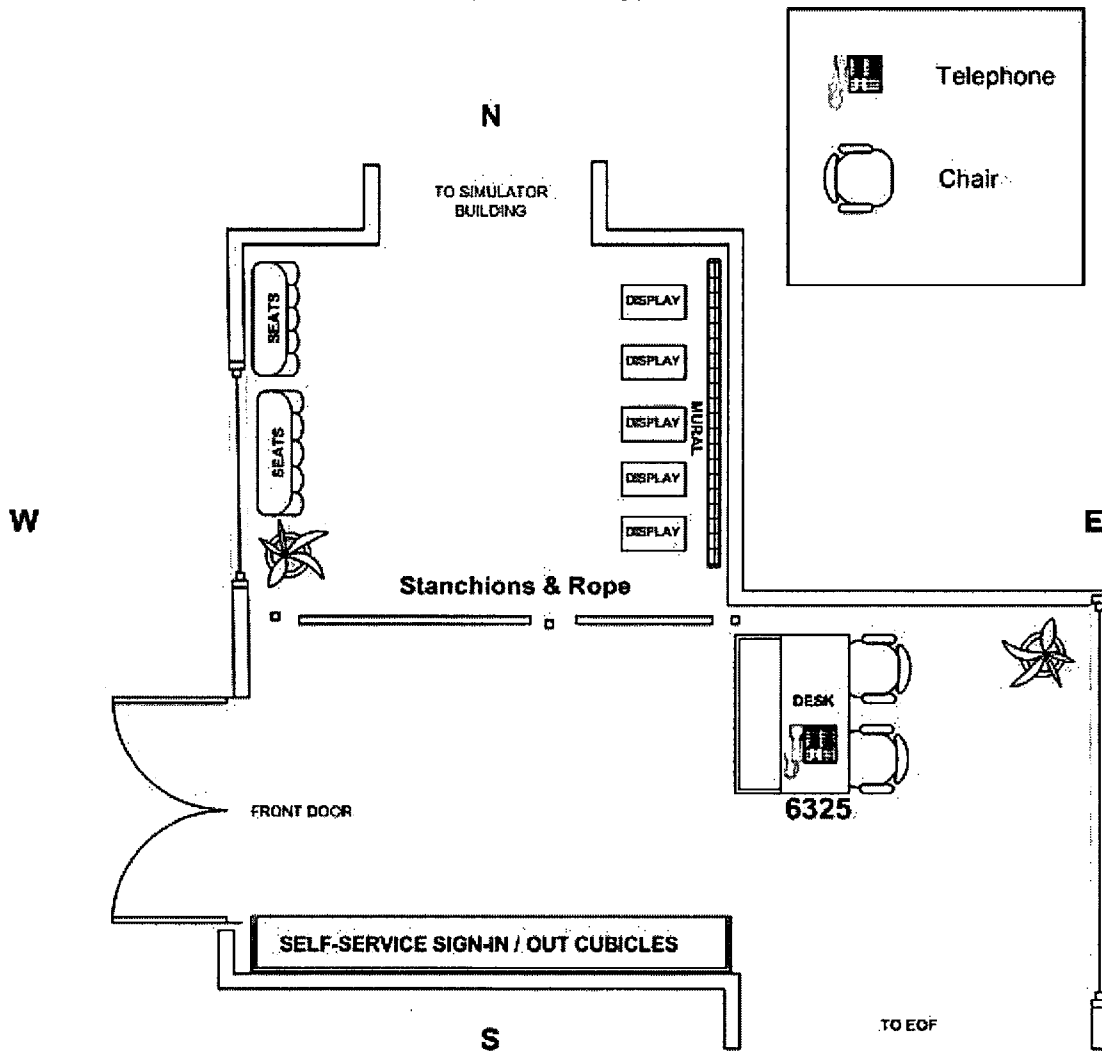 Telephone
Chair
N
TO SIMULATOR
BUILDING
SEATS
DISPLAY
DISPLAY
SEATS
DISPLAY
MURAL
DISPLAY
DISPLAY
W
E
Stanchions & Rope
DESK
6325
FRONT DOOR
SELF-SERVICE SIGN-IN / OUT CUBICLES
TO EOF
S